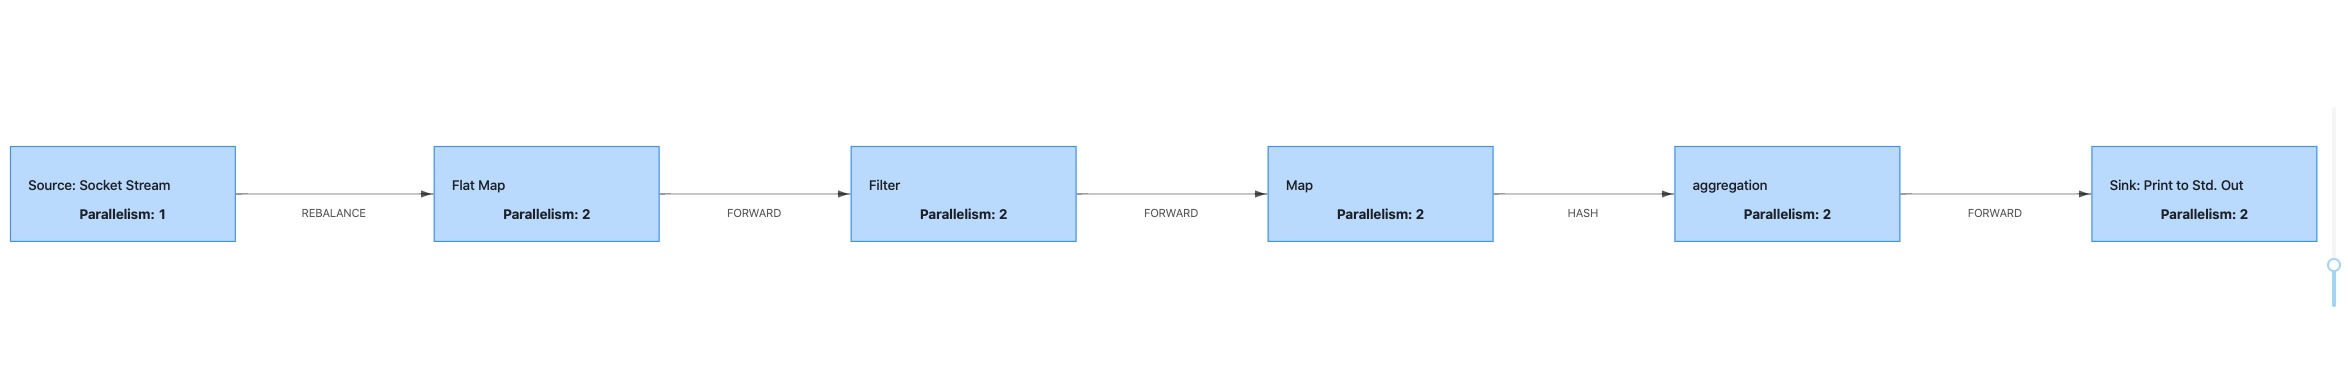 Source: Socket Stream
Parallelism: 1
REBALANCE
Flat Map
Parallelism: 2
FORWARD
Filter
Parallelism: 2
FORWARD
Map
Parallelism: 2
HASH
aggregation
Parallelism: 2
FORWARD
Sink: Print to Std. Out
Parallelism: 2